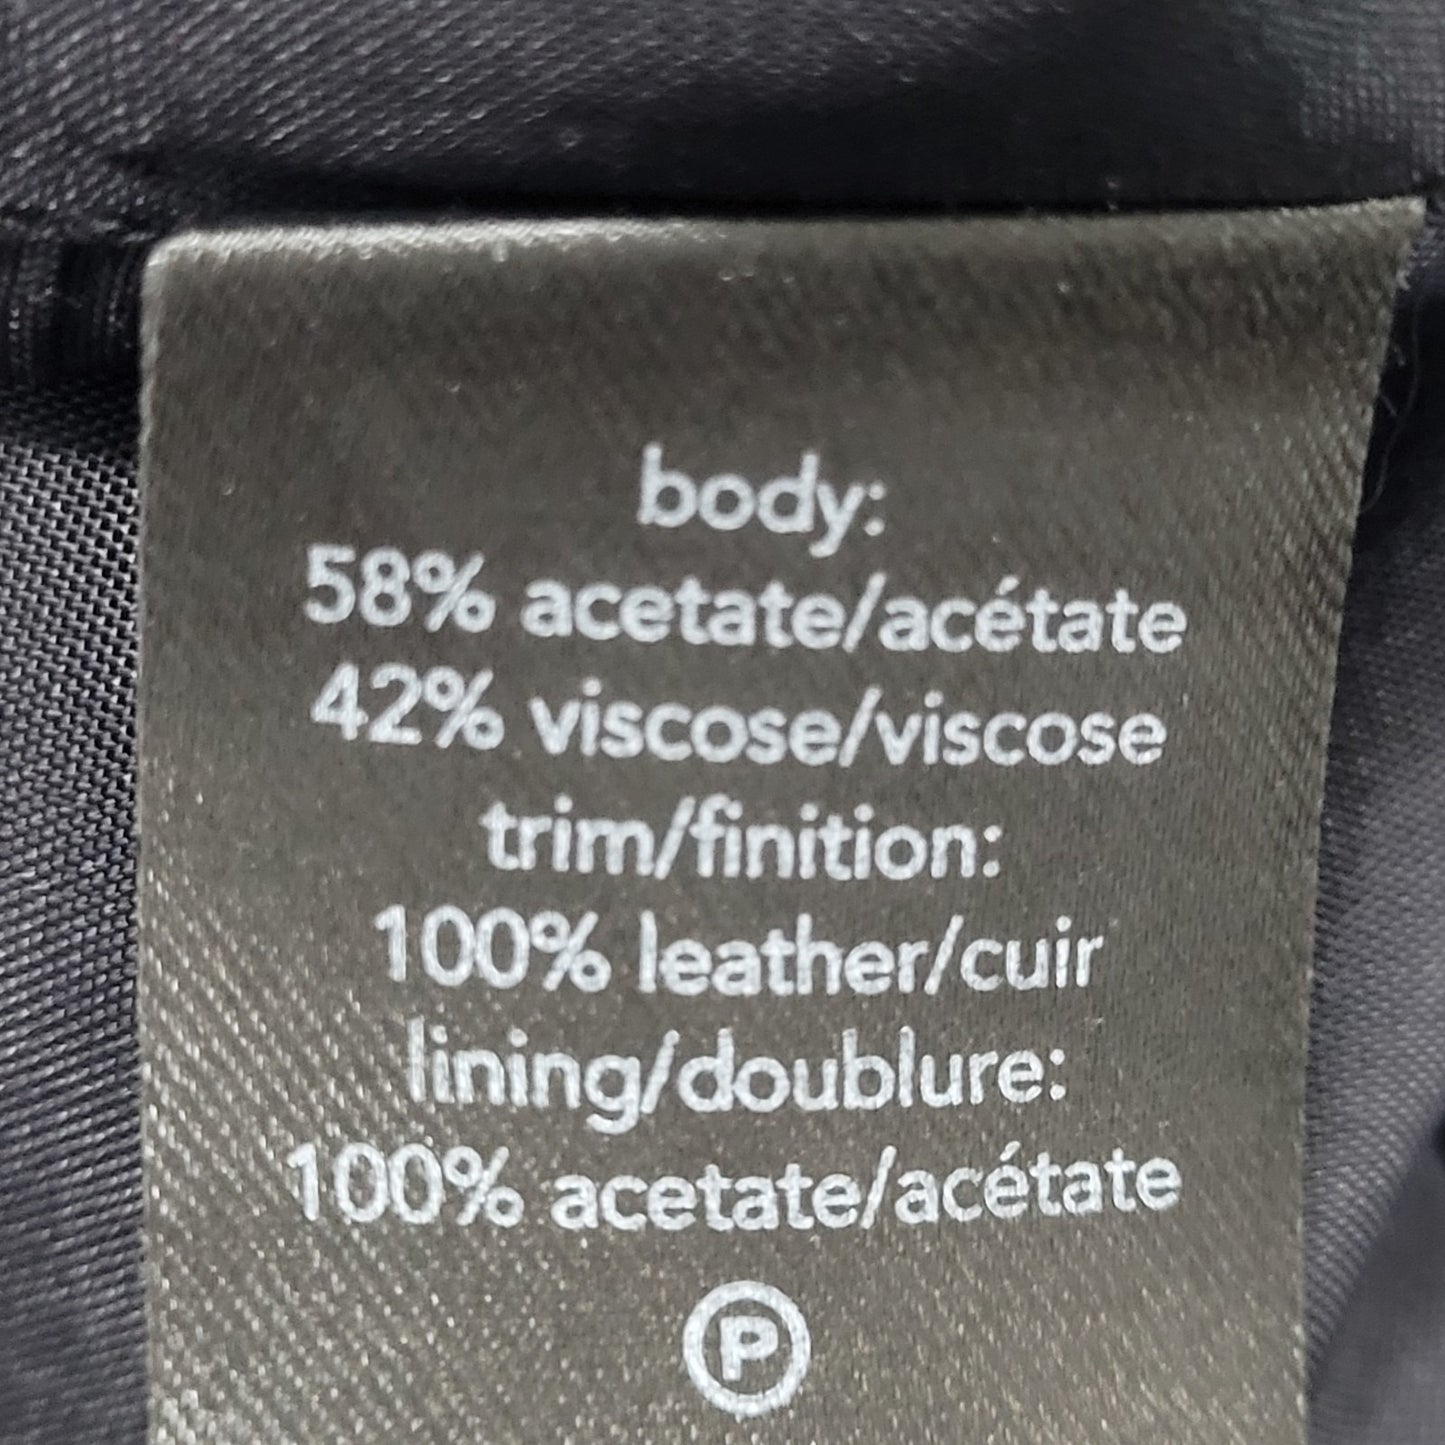 body:
58% acetate/acétate
42% viscose/viscose
trim/finition:
100% leather/cuir
lining/doublure:
100% acetate/acétate
P